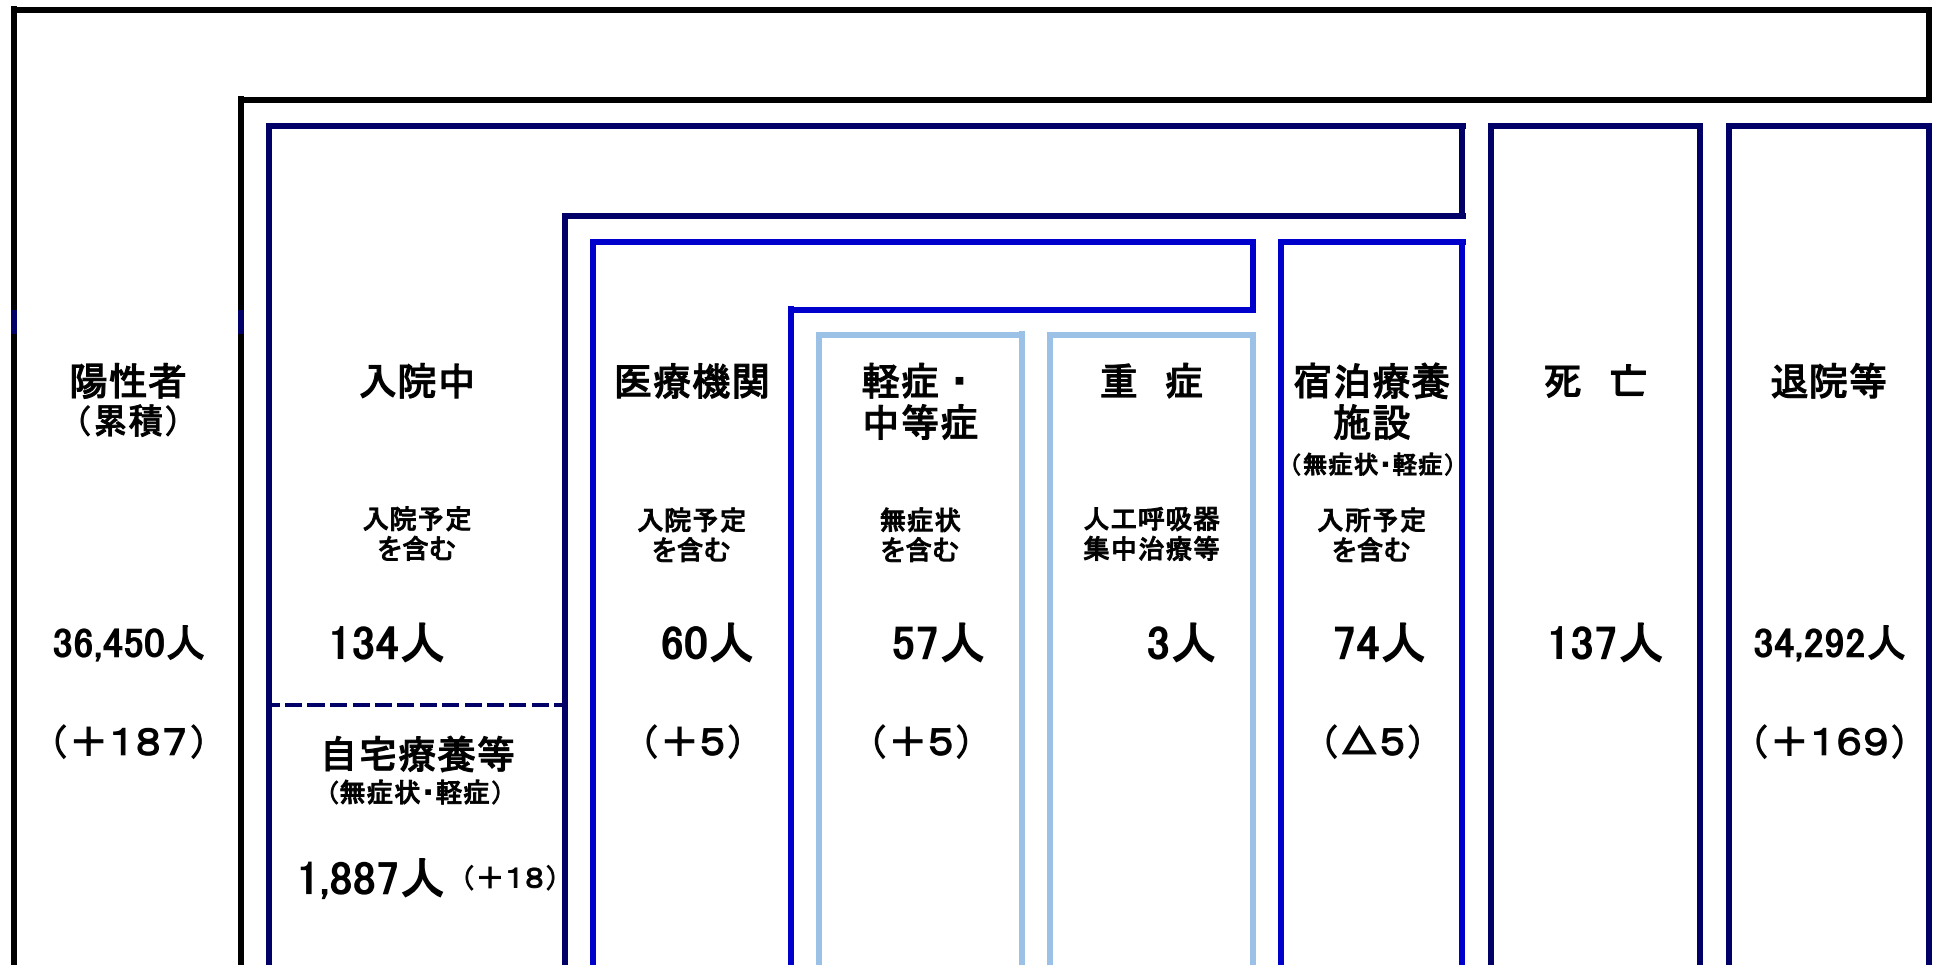 陽性者
（累積）
36,450人
（＋187）
入院中
入院予定
を含む
134人
自宅療養等
（無症状・軽症）
1,887人（＋18）
医療機関
入院予定
を含む
60人
（＋5）
軽症・
中等症
無症状
を含む
57人
（＋5）
重　症
人工呼吸器
集中治療等
3人
宿泊療養
施設
（無症状・軽症）
入所予定
を含む
74人
（△5）
死　亡
137人
退院等
34,292人
（＋169）